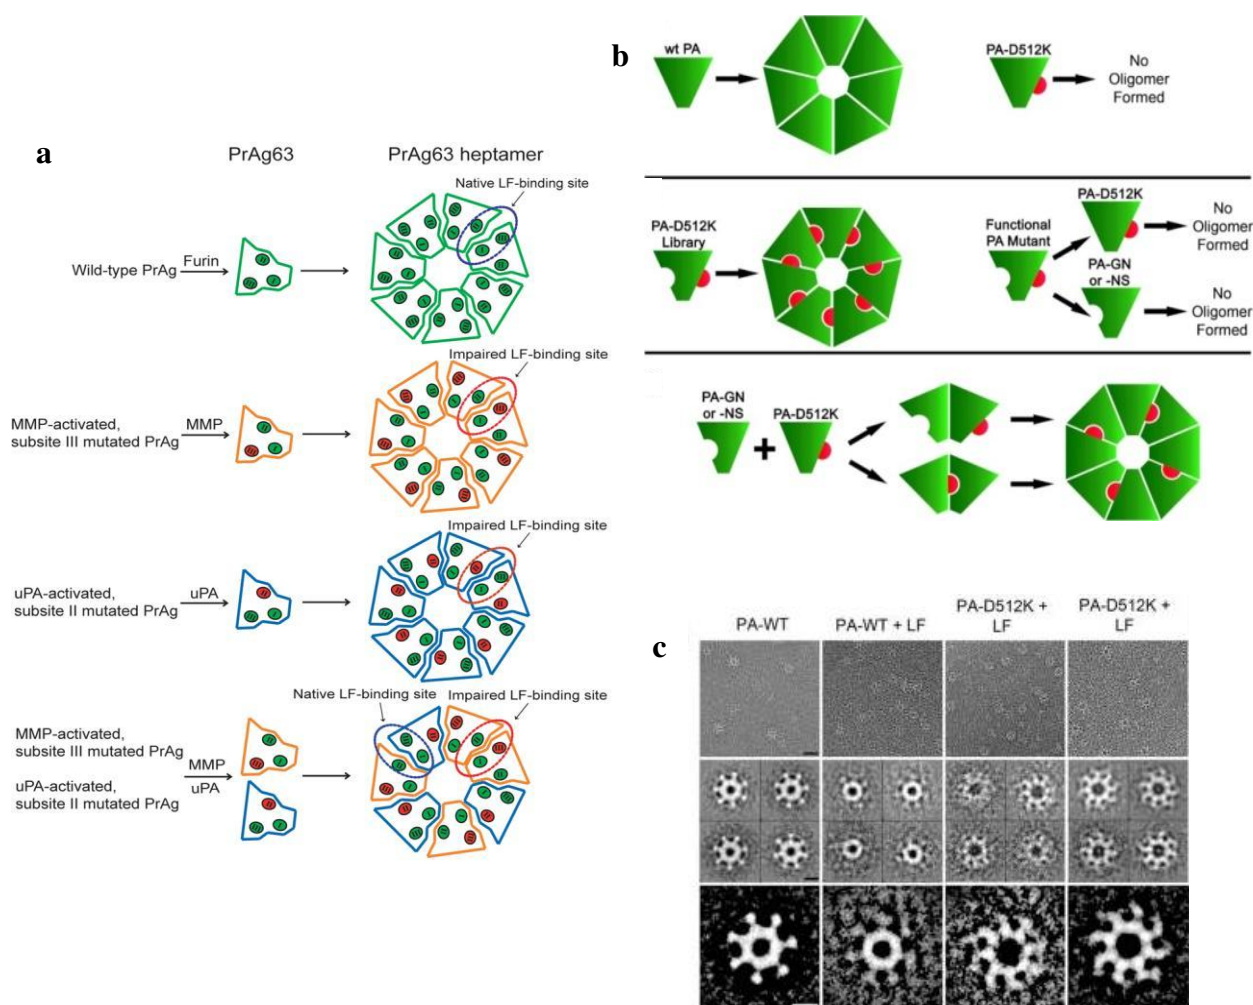 a
PrAg63
PrAg63 heptamer
Native LF-binding site
Wild-type PrAg
Furin
III
II
I
Impaired LF-binding site
MMP-activated,
subsite III mutated PrAg
MMP
Impaired LF-binding site
uPA-activated,
subsite II mutated PrAg
uPA
Native LF-binding site
Impaired LF-binding site
MMP-activated,
subsite III mutated PrAg
uPA-activated,
subsite II mutated PrAg
MMP
uPA
b
wt PA
PA-D512K
No
Oligomer
Formed
PA-D512K
Library
Functional
PA Mutant
PA-D512K
No
Oligomer
Formed
PA-GN
or -NS
No
Oligomer
Formed
PA-GN
or -NS
PA-D512K
c
PA-WT
PA-WT + LF
PA-D512K +
LF
PA-D512K +
LF